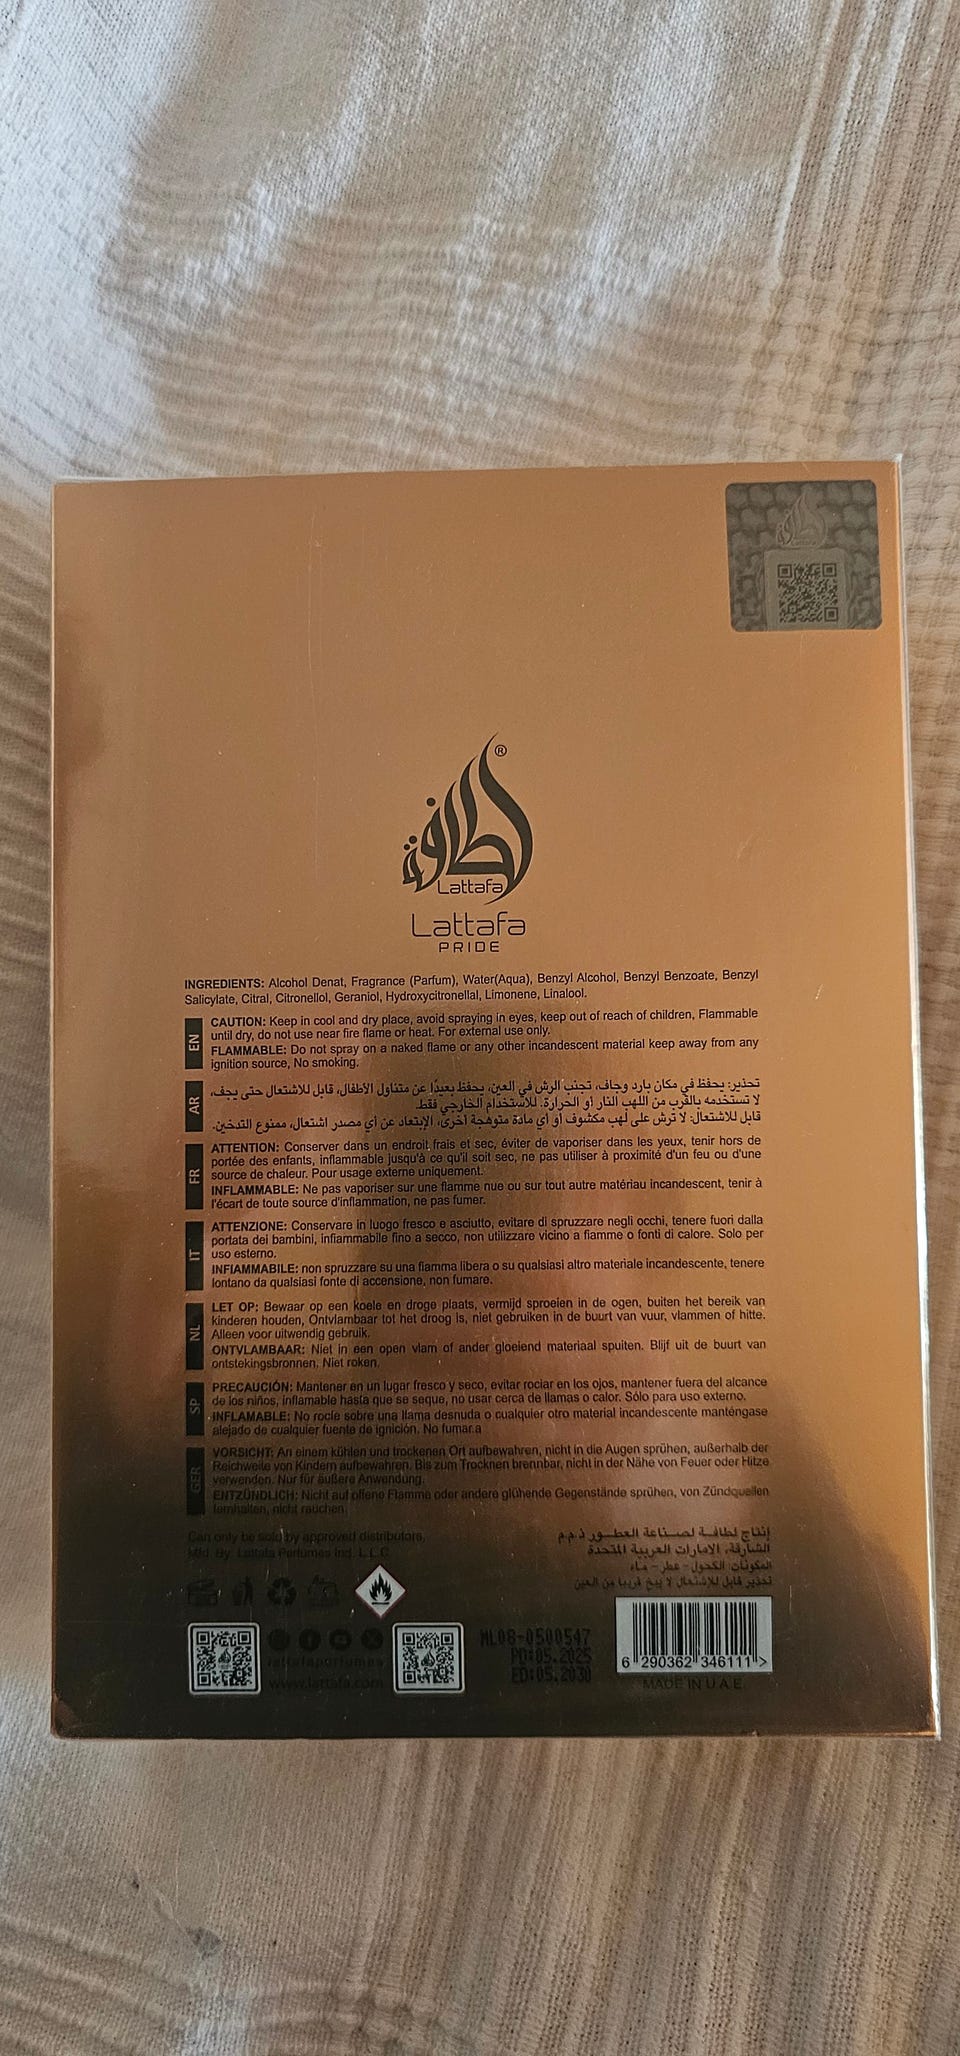 لطافة
Lattafa
®
Lattafa
Lattafa
PRIDE
INGREDIENTS: Alcohol Denat, Fragrance (Parfum), Water(Aqua), Benzyl Alcohol, Benzyl Benzoate, Benzyl
Salicylate, Citral, Citronellol, Geraniol, Hydroxycitronellal, Limonene, Linalool.
EN
CAUTION: Keep in cool and dry place, avoid spraying in eyes, keep out of reach of children, Flammable
until dry, do not use near fire flame or heat. For external use only.
FLAMMABLE: Do not spray on a naked flame or any other incandescent material keep away from any
ignition source, No smoking.
AR
تحذير: يحفظ في مكان بارد وجاف، تجنب الرش في العين، يحفظ بعيدًا عن متناول الأطفال، قابل للاشتعال حتى يجف،
لا تستخدمه بالقرب من اللهب النار أو الحرارة. للاستخدام الخارجي فقط.
قابل للاشتعال: لا ترش على لهب مكشوف أو أي مادة متوهجة أخرى، الإبتعاد عن أي مصدر اشتعال، ممنوع التدخين.
FR
ATTENTION: Conserver dans un endroit frais et sec, éviter de vaporiser dans les yeux, tenir hors de
portée des enfants, inflammable jusqu'à ce qu'il soit sec, ne pas utiliser à proximité d'un feu ou d'une
source de chaleur. Pour usage externe uniquement.
INFLAMMABLE: Ne pas vaporiser sur une flamme nue ou sur tout autre matériau incandescent, tenir à
l'écart de toute source d'inflammation, ne pas fumer.
IT
ATTENZIONE: Conservare in luogo fresco e asciutto, evitare di spruzzare negli occhi, tenere fuori dalla
portata dei bambini, infiammabile fino a secco, non utilizzare vicino a fiamme o fonti di calore. Solo per
uso esterno.
INFIAMMABILE: non spruzzare su una fiamma libera o su qualsiasi altro materiale incandescente, tenere
lontano da qualsiasi fonte di accensione, non fumare.
NL
LET OP: Bewaar op een koele en droge plaats, vermijd sproeien in de ogen, buiten het bereik van
kinderen houden, Ontvlambaar tot het droog is, niet gebruiken in de buurt van vuur, vlammen of hitte.
Alleen voor uitwendig gebruik.
ONTVLAMBAAR: Niet in een open vlam of ander gloeiend materiaal spuiten. Blijf uit de buurt van
ontstekingsbronnen, Niet roken.
SP
PRECAUCIÓN: Mantener en un lugar fresco y seco, evitar rociar en los ojos, mantener fuera del alcance
de los niños, inflamable hasta que se seque, no usar cerca de llamas o calor. Sólo para uso externo.
INFLAMABLE: No rocíe sobre una llama desnuda o cualquier otro material incandescente manténgase
alejado de cualquier fuente de ignición. No fumar.a
GER
VORSICHT: An einem kühlen und trockenen Ort aufbewahren, nicht in die Augen sprühen, außerhalb der
Reichweite von Kindern aufbewahren. Bis zum Trocknen brennbar, nicht in der Nähe von Feuer oder Hitze
verwenden. Nur für äußere Anwendung.
ENTZÜNDLICH: Nicht auf offene Flamme oder andere glühende Gegenstände sprühen, von Zündquellen
fernhalten, nicht rauchen.
Can only be sold by approved distributors.
Mfd. By: Lattafa Perfumes Ind. L.L.C
إنتاج لطافة لصناعة العطور ذ.م.م
الشارقة، الامارات العربية المتحدة
المكونات: الكحول - عطر - ماء
تحذير قابل للاشتعال لا يبخ قريبا من العين
lattafaperfumes
www.lattafa.com
ML08-0500547
PD:05.2025
ED:05.2030
6 290362 346111 >
MADE IN U.A.E.